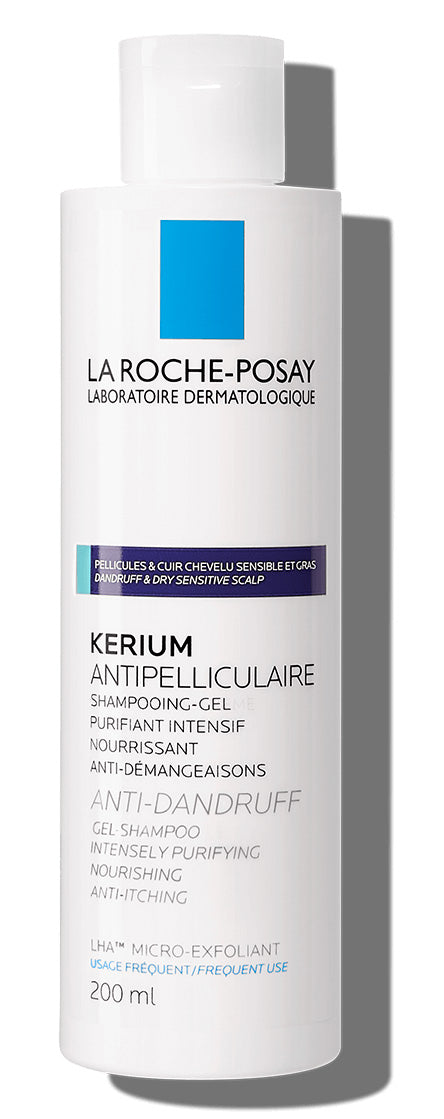 LA ROCHE-POSAY
LABORATOIRE DERMATOLOGIQUE
PELLICULES & CUIR CHEVELU SENSIBLE ET GRAS
DANDRUFF & DRY SENSITIVE SCALP
KERIUM
ANTIPELLICULAIRE
SHAMPOOING-GEL
PURIFIANT INTENSIF
NOURRISSANT
ANTI-DÉMANGEAISONS
ANTI-DANDRUFF
GEL-SHAMPOO
INTENSELY PURIFYING
NOURISHING
ANTI-ITCHING
LHA™ MICRO-EXFOLIANT
USAGE FRÉQUENT/FREQUENT USE
200 ml